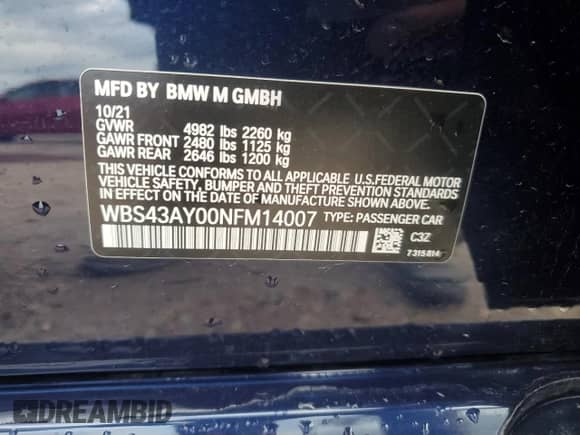 MFD BY BMW M GMBH
10/21
GVWR 4982 lbs 2260 kg
GAWR FRONT 2480 lbs 1125 kg
GAWR REAR 2646 lbs 1200 kg
THIS VEHICLE CONFORMS TO ALL APPLICABLE U.S.FEDERAL MOTOR
VEHICLE SAFETY, BUMPER AND THEFT PREVENTION STANDARDS
IN EFFECT ON THE DATE OF MANUFACTURE SHOWN ABOVE.
WBS43AY00NFM14007 TYPE: PASSENGER CAR
C3Z
7315814
DREAMBID